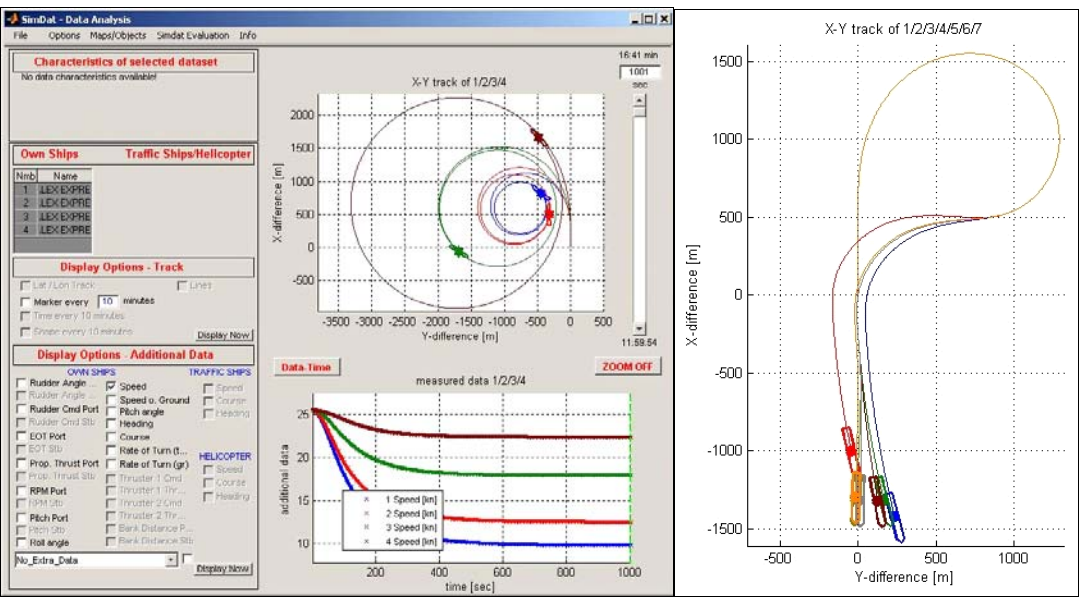 SimDat - Data Analysis
File Options Maps/Objects Simdat Evaluation Info
Characteristics of selected dataset
No data characteristics available!
Own Ships Traffic Ships/Helicopter
Nmb Name
1 .LEX EXPRE
2 .LEX EXPRE
3 .LEX EXPRE
4 .LEX EXPRE
Display Options - Track
Lat /Lon Track Lines
Marker every 10 minutes
Time every 10 minutes
Shape every 10 minutes
Display Now
Display Options - Additional Data
OWN SHIPS TRAFFIC SHIPS
Rudder Angle ... Speed Speed
Rudder Angle ... Speed o. Ground Course
Rudder Cmd Port Pitch angle Heading
Rudder Cmd Stb Heading
EOT Port Course
EOT Stb Rate of Turn (t... HELICOPTER
Prop. Thrust Port Rate of Turn (gr) Speed
Prop. Thrust Stb Thruster 1 Cmd Course
RPM Port Thruster 1 Thr... Heading
RPM Stb Thruster 2 Cmd
Pitch Port Thruster 2 Thr...
Pitch Stb Bank Distance P...
Roll angle Bank Distance Stb
No_Extra_Data Display Now
16:41 min
1001
sec
X-Y track of 1/2/3/4
2000
1500
1000
500
0
-500
X-difference [m]
-3500 -3000 -2500 -2000 -1500 -1000 -500 0 500
Y-difference [m]
11:59:54
Data-Time ZOOM OFF
measured data 1/2/3/4
25
20
15
10
additional data
x 1 Speed [kn]
x 2 Speed [kn]
x 3 Speed [kn]
x 4 Speed [kn]
200 400 600 800 1000
time [sec]
X-Y track of 1/2/3/4/5/6/7
1500
1000
500
0
-500
-1000
-1500
X-difference [m]
-500 0 500 1000
Y-difference [m]